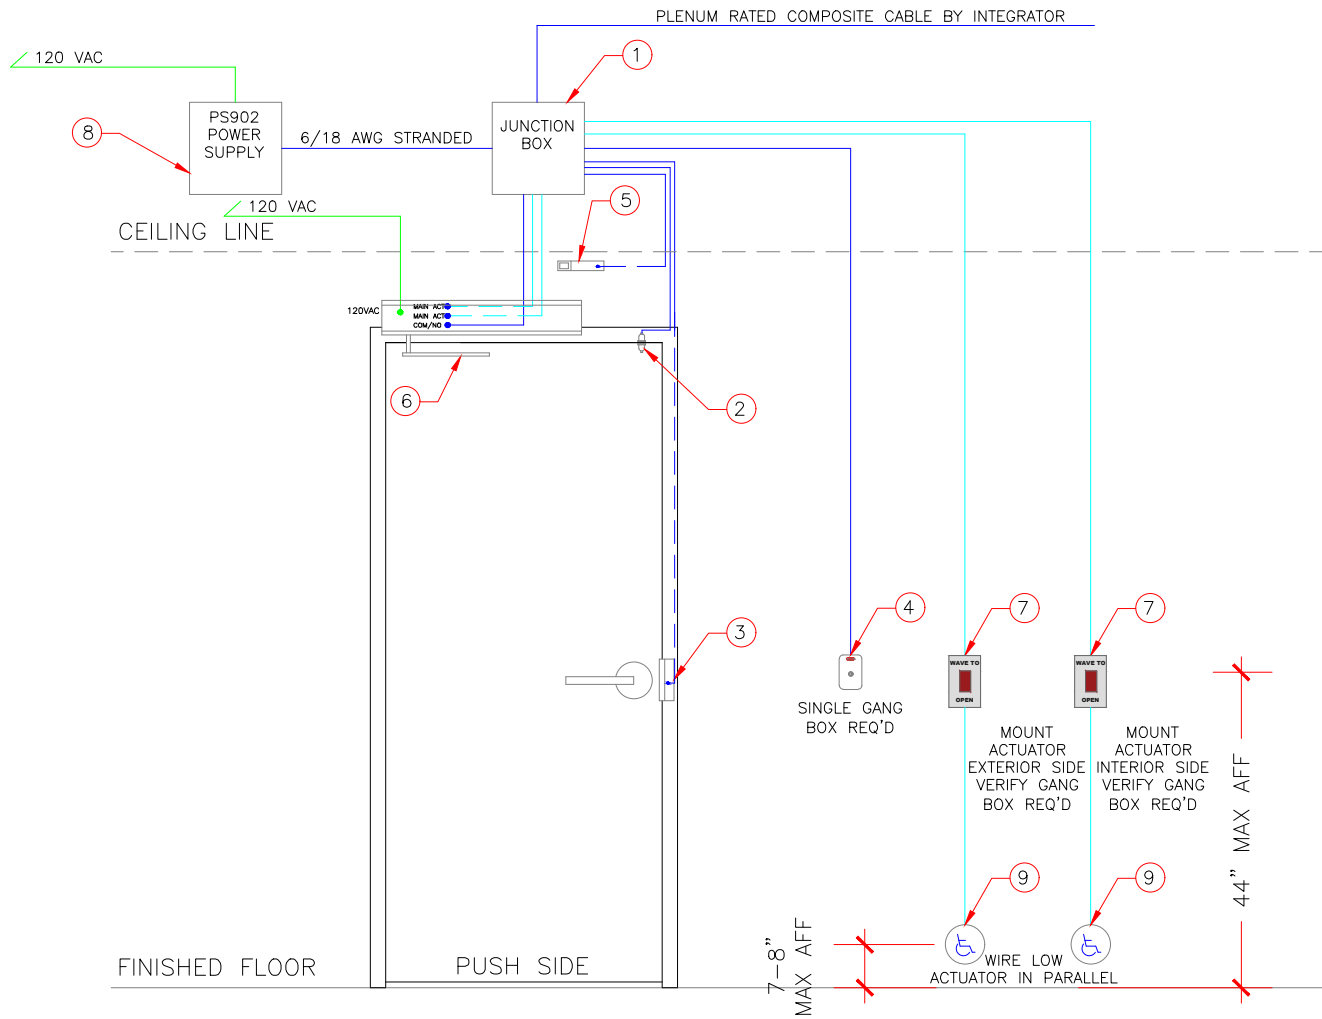 PLENUM RATED COMPOSITE CABLE BY INTEGRATOR
120 VAC
1
PS902
POWER
SUPPLY
8
6/18 AWG STRANDED
JUNCTION
BOX
120 VAC
5
CEILING LINE
120VAC
MAIN ACT
MAIN ACT
COM/NO
6
2
3
4
7
7
WAVE TO
OPEN
WAVE TO
OPEN
SINGLE GANG
BOX REQ'D
MOUNT
ACTUATOR
EXTERIOR SIDE
VERIFY GANG
BOX REQ'D
MOUNT
ACTUATOR
INTERIOR SIDE
VERIFY GANG
BOX REQ'D
44" MAX AFF
9
9
7-8"
MAX AFF
WIRE LOW
ACTUATOR IN PARALLEL
FINISHED FLOOR
PUSH SIDE